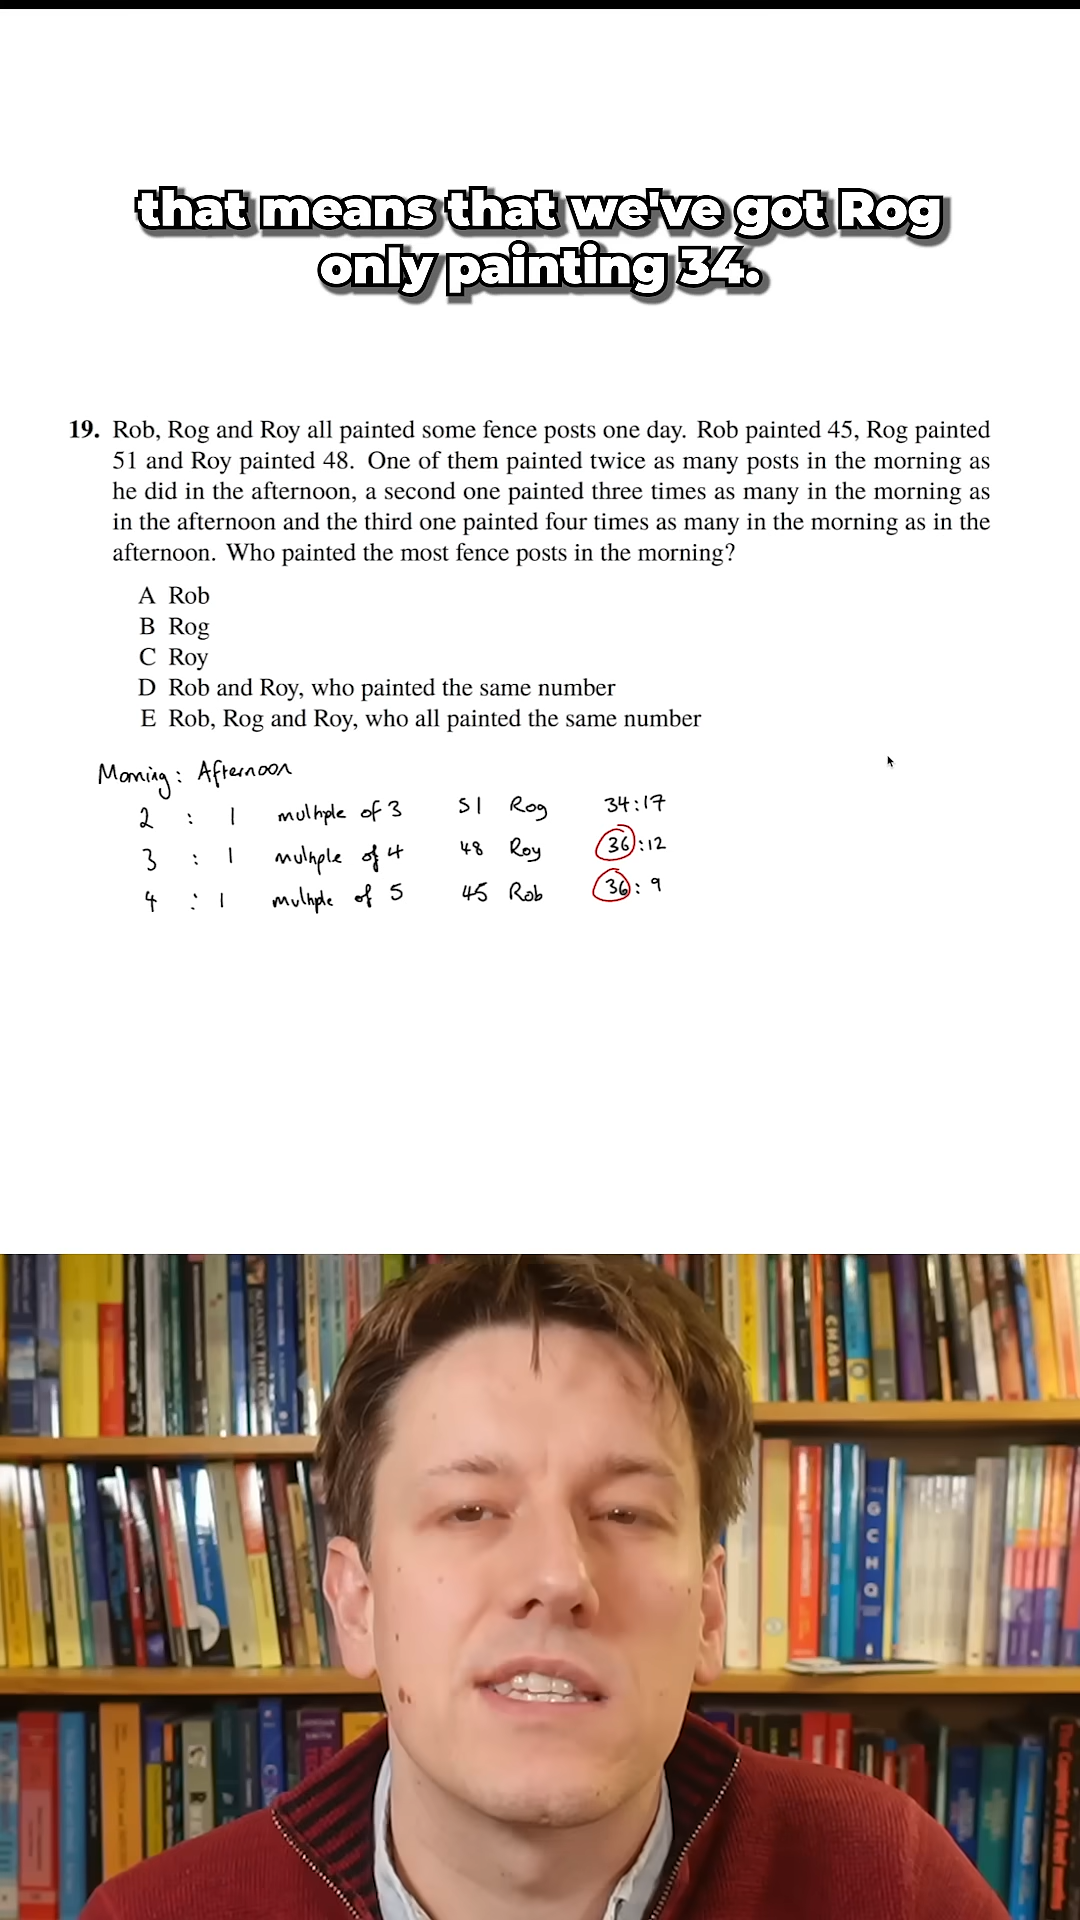 that means that we've got Rog
only painting 34.
19. Rob, Rog and Roy all painted some fence posts one day. Rob painted 45, Rog painted
51 and Roy painted 48. One of them painted twice as many posts in the morning as
he did in the afternoon, a second one painted three times as many in the morning as
in the afternoon and the third one painted four times as many in the morning as in the
afternoon. Who painted the most fence posts in the morning?
A Rob
B Rog
C Roy
D Rob and Roy, who painted the same number
E Rob, Rog and Roy, who all painted the same number
Morning : Afternoon
2 : 1 multiple of 3 51 Rog 34:17
3 : 1 multiple of 4 48 Roy 36:12
4 : 1 multiple of 5 45 Rob 36:9
CHAOS
GCHQ